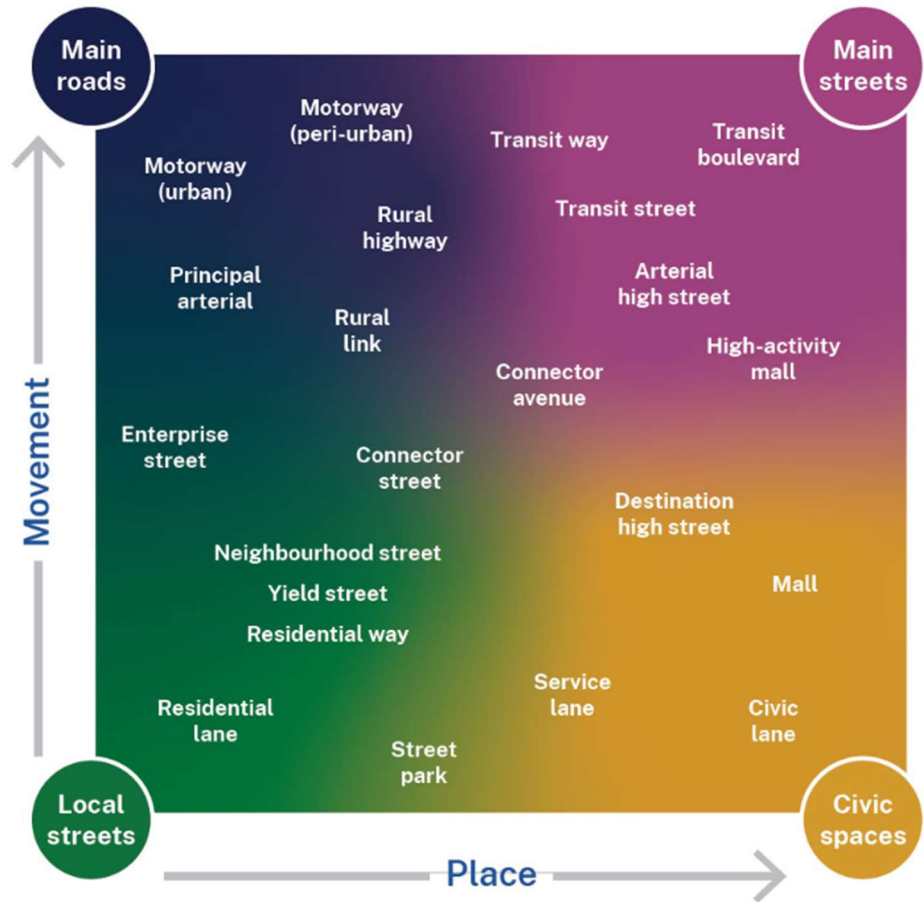 Main
roads
Main
streets
Motorway
(peri-urban)
Transit way
Transit
boulevard
Motorway
(urban)
Rural
highway
Transit street
Principal
arterial
Arterial
high street
Rural
link
High-activity
mall
Connector
avenue
Enterprise
street
Connector
street
Destination
high street
Neighbourhood street
Yield street
Mall
Residential way
Service
lane
Residential
lane
Civic
lane
Street
park
Movement
Local
streets
Civic
spaces
Place